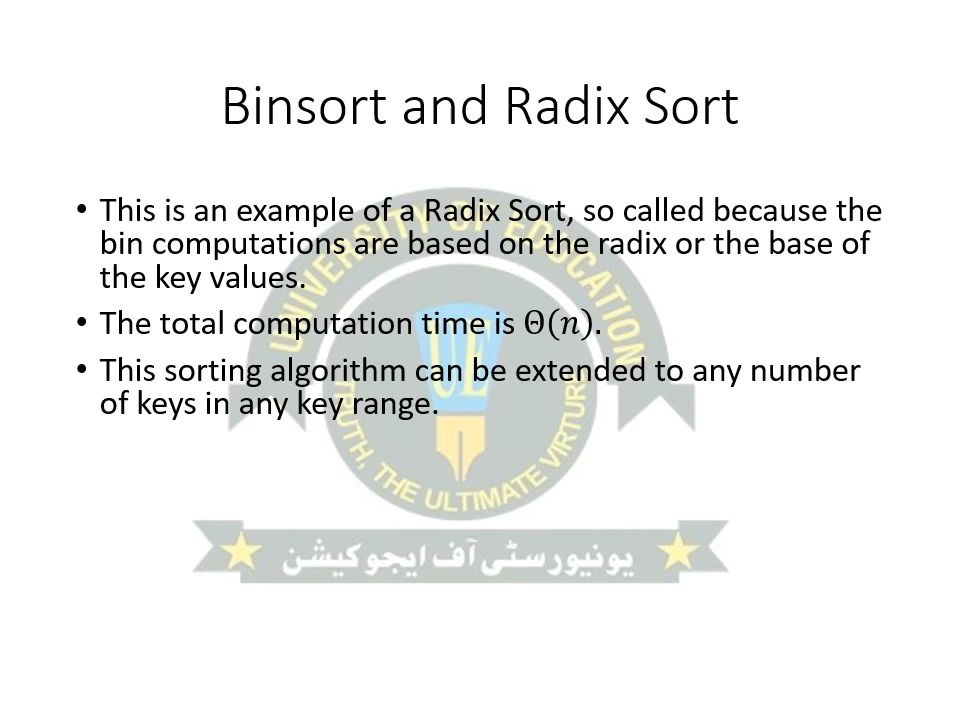 Binsort and Radix Sort
• This is an example of a Radix Sort, so called because the
bin computations are based on the radix or the base of
the key values.
• The total computation time is Θ(𝑛).
• This sorting algorithm can be extended to any number
of keys in any key range.
UNIVERSITY OF EDUCATION
UE
TRUTH, THE ULTIMATE VIRTUE
یونیورسٹی آف ایجوکیشن